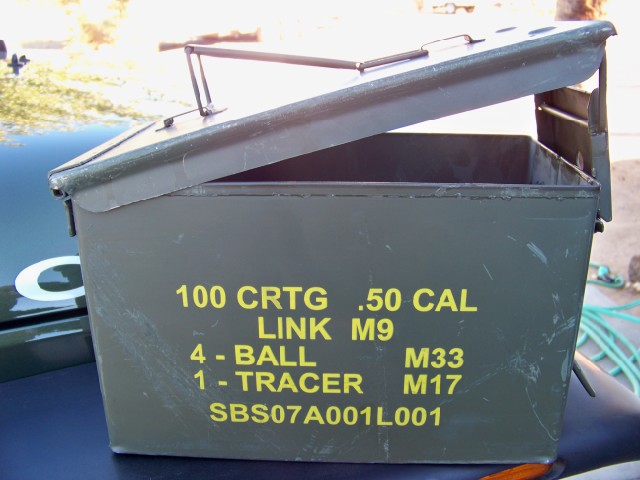 100 CRTG .50 CAL
LINK M9
4 - BALL M33
1 - TRACER M17
SBS07A001L001